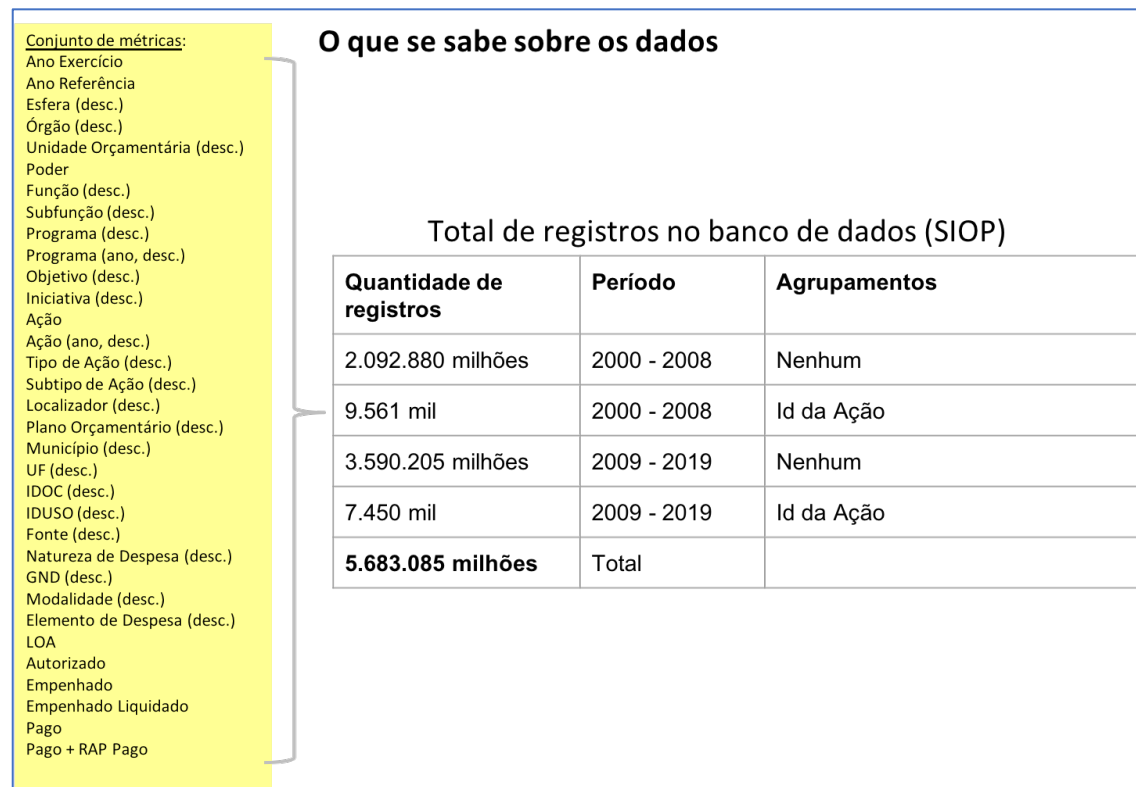 Conjunto de métricas:
Ano Exercício
Ano Referência
Esfera (desc.)
Órgão (desc.)
Unidade Orçamentária (desc.)
Poder
Função (desc.)
Subfunção (desc.)
Programa (desc.)
Programa (ano, desc.)
Objetivo (desc.)
Iniciativa (desc.)
Ação
Ação (ano, desc.)
Tipo de Ação (desc.)
Subtipo de Ação (desc.)
Localizador (desc.)
Plano Orçamentário (desc.)
Município (desc.)
UF (desc.)
IDOC (desc.)
IDUSO (desc.)
Fonte (desc.)
Natureza de Despesa (desc.)
GND (desc.)
Modalidade (desc.)
Elemento de Despesa (desc.)
LOA
Autorizado
Empenhado
Empenhado Liquidado
Pago
Pago + RAP Pago
O que se sabe sobre os dados
Total de registros no banco de dados (SIOP)
Quantidade de registros Período Agrupamentos
2.092.880 milhões 2000 - 2008 Nenhum
9.561 mil 2000 - 2008 Id da Ação
3.590.205 milhões 2009 - 2019 Nenhum
7.450 mil 2009 - 2019 Id da Ação
5.683.085 milhões Total